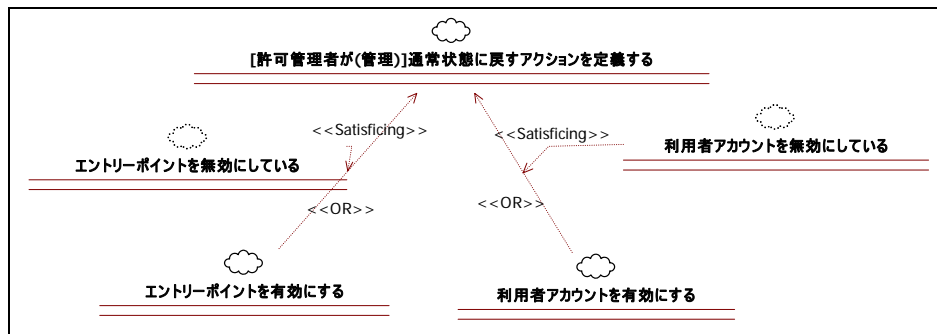 [許可管理者が(管理)]通常状態に戻すアクションを定義する
<<Satisficing>>
<<Satisficing>>
エントリーポイントを無効にしている
利用者アカウントを無効にしている
<<OR>>
<<OR>>
エントリーポイントを有効にする
利用者アカウントを有効にする